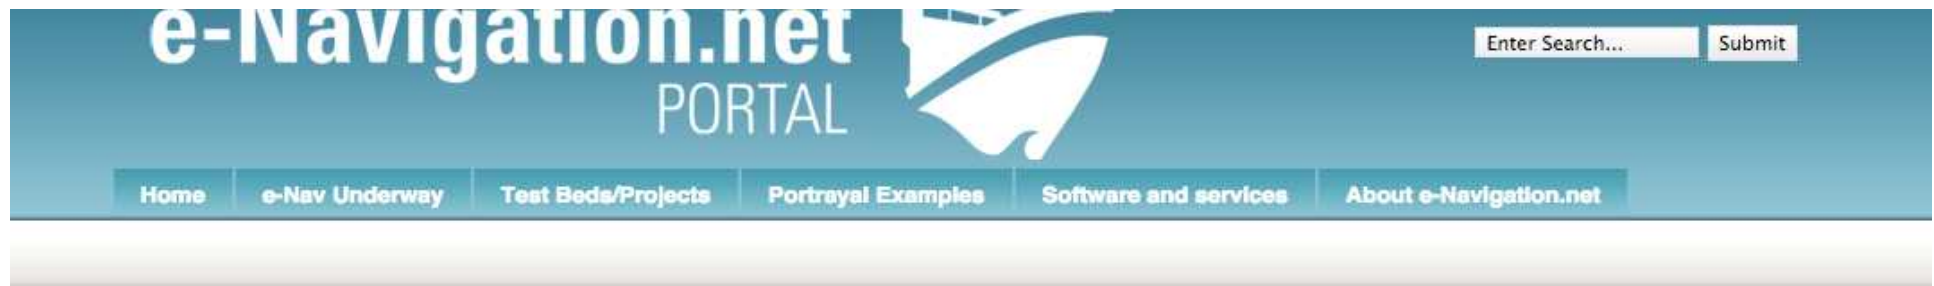 e-Navigation.net
PORTAL
Enter Search... Submit
Home e-Nav Underway Test Beds/Projects Portrayal Examples Software and services About e-Navigation.net